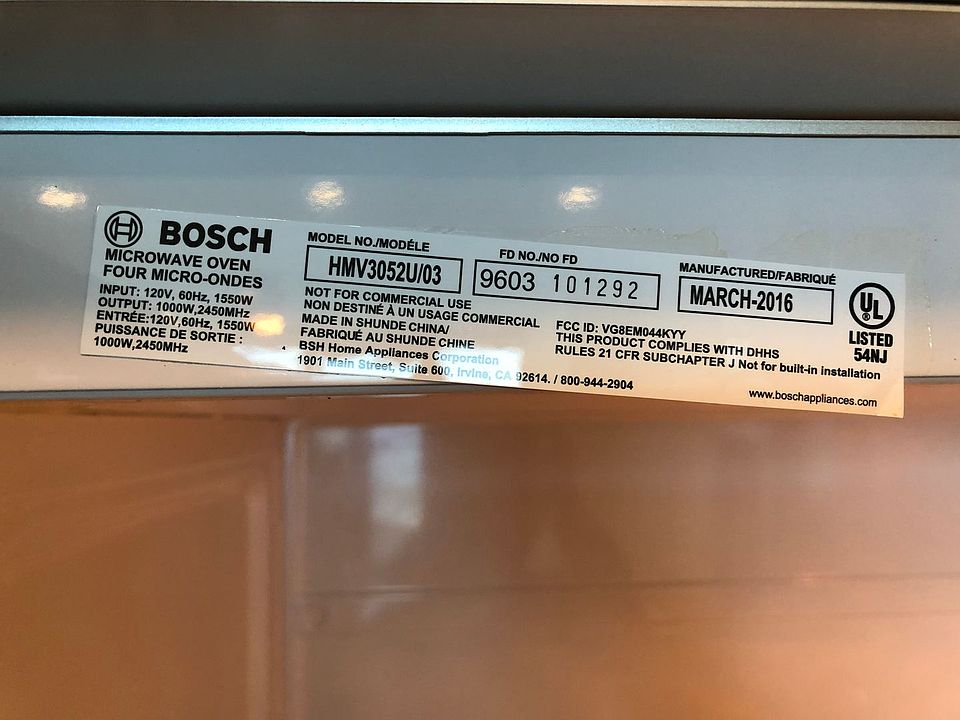 BOSCH
MICROWAVE OVEN
FOUR MICRO-ONDES
INPUT: 120V, 60Hz, 1550W
OUTPUT: 1000W,2450MHz
ENTRÉE:120V,60Hz, 1550W
PUISSANCE DE SORTIE :
1000W,2450MHz
MODEL NO./MODÉLE
HMV3052U/03
NOT FOR COMMERCIAL USE
NON DESTINÉ À UN USAGE COMMERCIAL
MADE IN SHUNDE CHINA/
FABRIQUÉ AU SHUNDE CHINE
BSH Home Appliances Corporation
1901 Main Street, Suite 600, Irvine, CA 92614. / 800-944-2904
FD NO./NO FD
9603 101292
MANUFACTURED/FABRIQUÉ
MARCH-2016
FCC ID: VG8EM044KYY
THIS PRODUCT COMPLIES WITH DHHS
RULES 21 CFR SUBCHAPTER J Not for built-in installation
www.boschappliances.com
UL
®
LISTED
54NJ